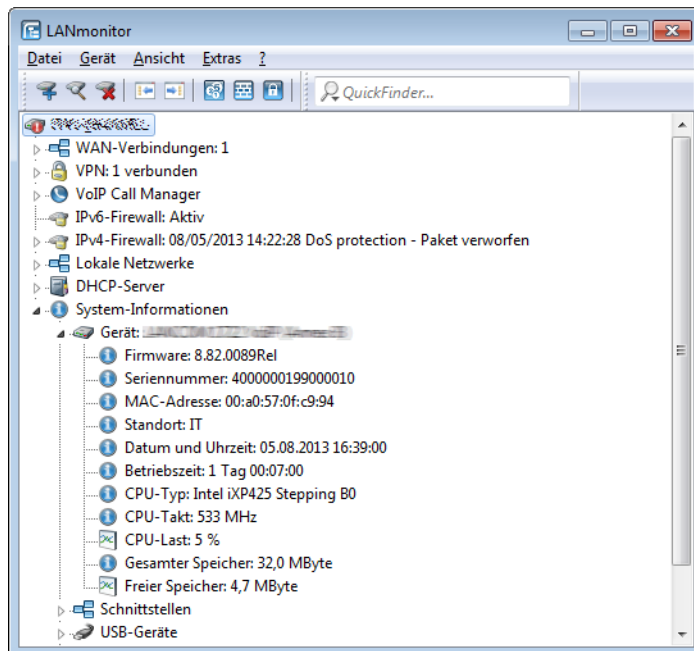 LANmonitor
Datei Gerät Ansicht Extras ?
QuickFinder...
WAN-Verbindungen: 1
VPN: 1 verbunden
VoIP Call Manager
IPv6-Firewall: Aktiv
IPv4-Firewall: 08/05/2013 14:22:28 DoS protection - Paket verworfen
Lokale Netzwerke
DHCP-Server
System-Informationen
Gerät:
Firmware: 8.82.0089Rel
Seriennummer: 4000000199000010
MAC-Adresse: 00:a0:57:0f:c9:94
Standort: IT
Datum und Uhrzeit: 05.08.2013 16:39:00
Betriebszeit: 1 Tag 00:07:00
CPU-Typ: Intel iXP425 Stepping B0
CPU-Takt: 533 MHz
CPU-Last: 5 %
Gesamter Speicher: 32,0 MByte
Freier Speicher: 4,7 MByte
Schnittstellen
USB-Geräte